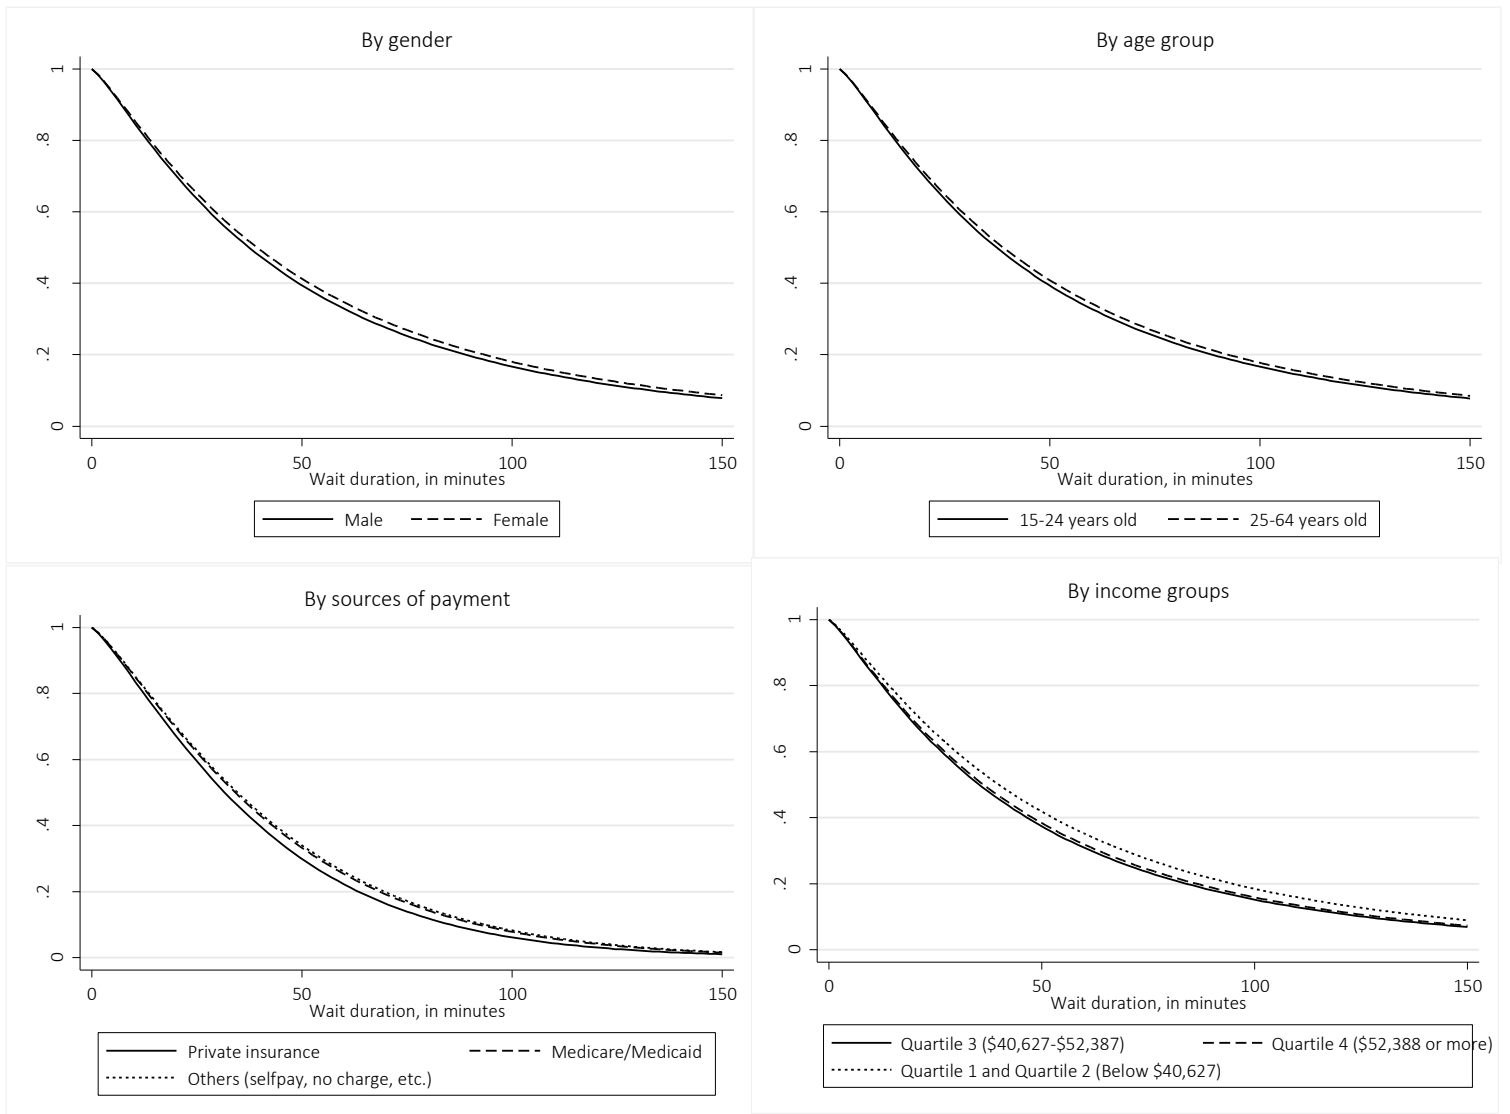 By gender
1
.8
.6
.4
.2
0
0 50 100 150
Wait duration, in minutes
Male Female
By age group
1
.8
.6
.4
.2
0
0 50 100 150
Wait duration, in minutes
15-24 years old 25-64 years old
By sources of payment
1
.8
.6
.4
.2
0
0 50 100 150
Wait duration, in minutes
Private insurance Medicare/Medicaid
Others (selfpay, no charge, etc.)
By income groups
1
.8
.6
.4
.2
0
0 50 100 150
Wait duration, in minutes
Quartile 3 ($40,627-$52,387) Quartile 4 ($52,388 or more)
Quartile 1 and Quartile 2 (Below $40,627)